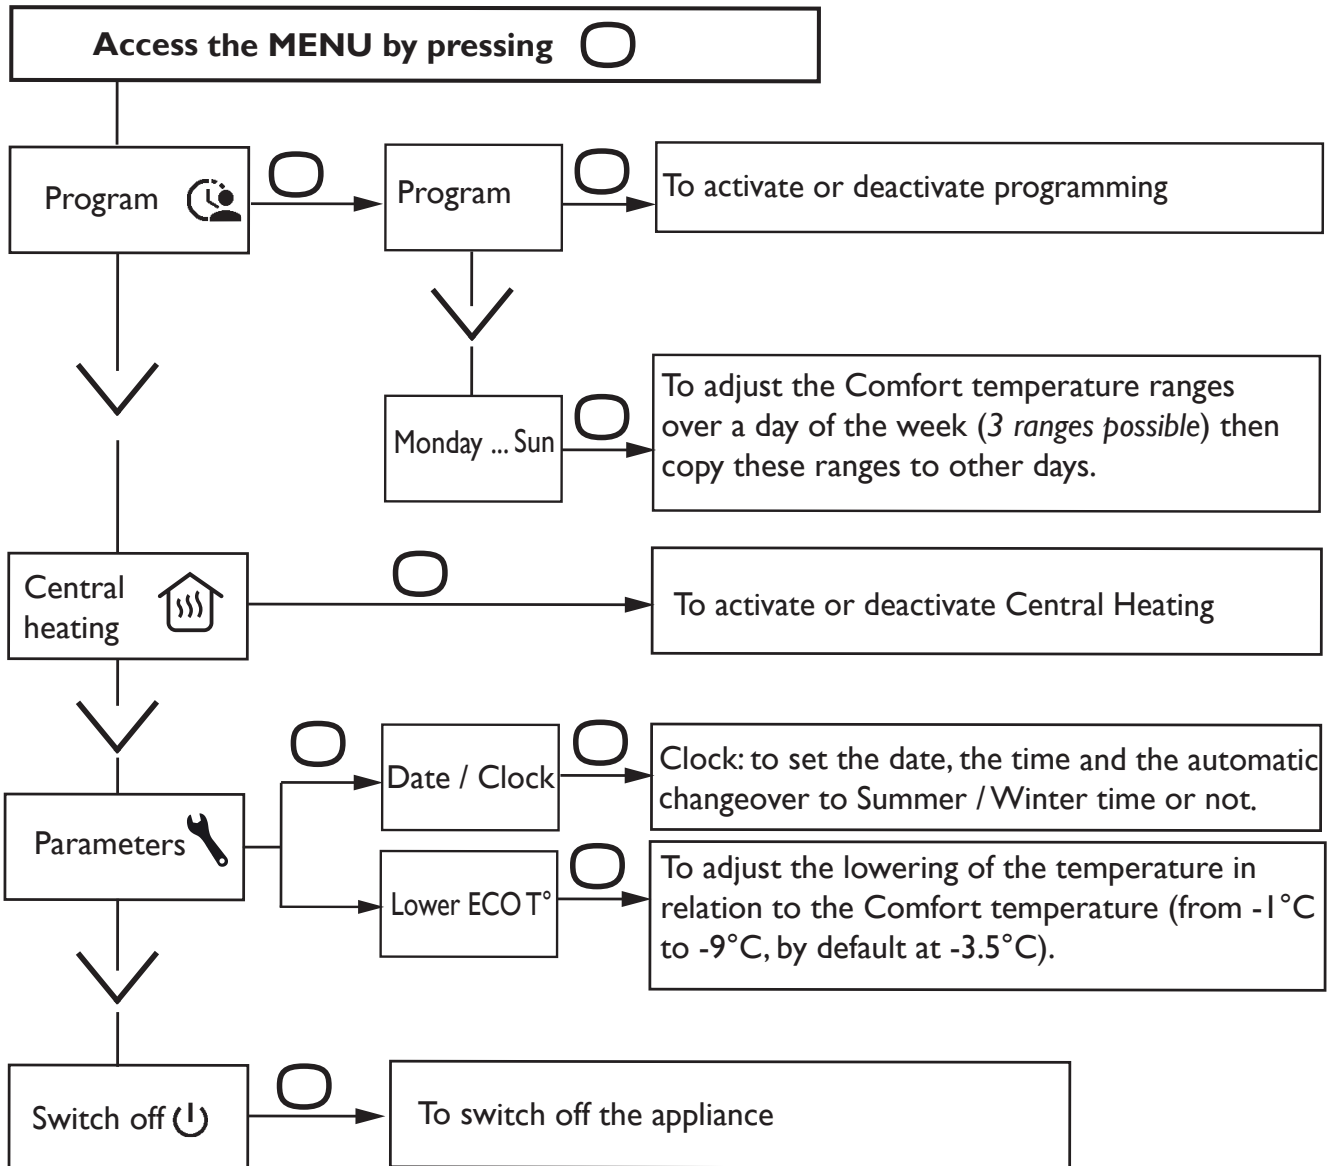 Access the MENU by pressing
Program
Program
To activate or deactivate programming
Monday ... Sun
To adjust the Comfort temperature ranges
over a day of the week (3 ranges possible) then
copy these ranges to other days.
Central
heating
To activate or deactivate Central Heating
Parameters
Date / Clock
Clock: to set the date, the time and the automatic
changeover to Summer / Winter time or not.
Lower ECO T°
To adjust the lowering of the temperature in
relation to the Comfort temperature (from -1°C
to -9°C, by default at -3.5°C).
Switch off
To switch off the appliance